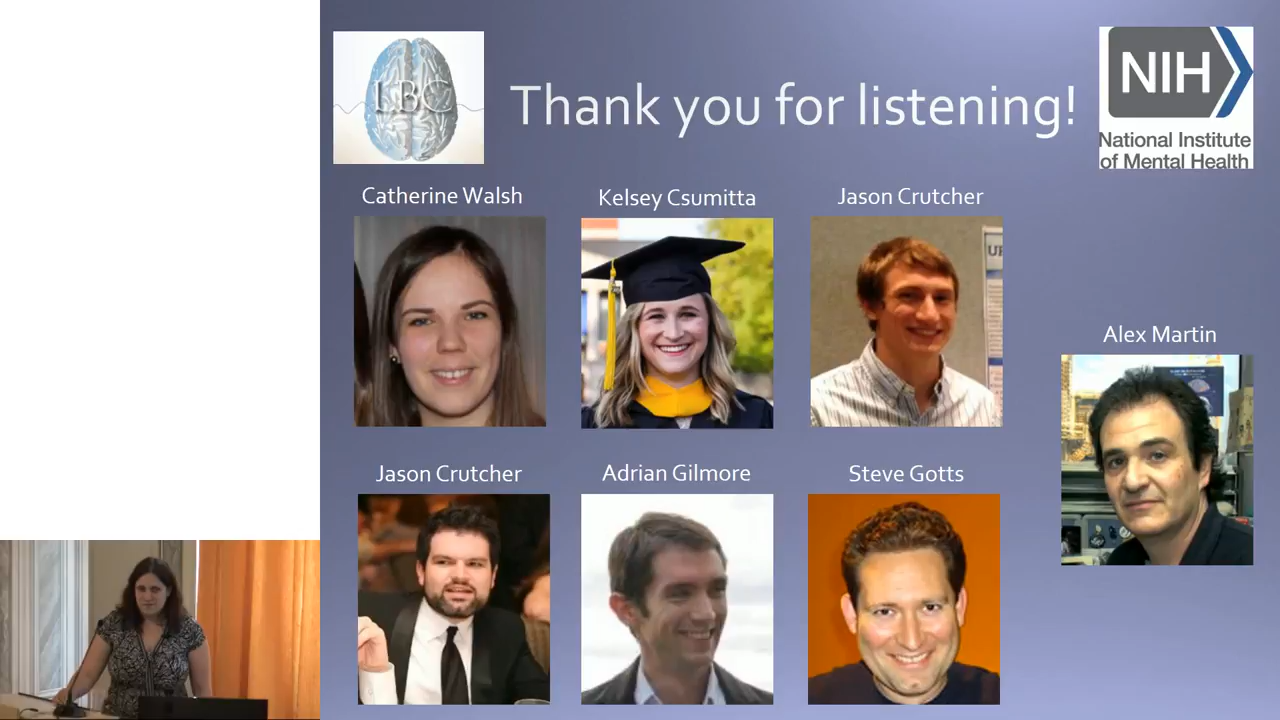 LBC
Thank you for listening!
NIH
National Institute
of Mental Health
Catherine Walsh
Kelsey Csumitta
Jason Crutcher
Alex Martin
Jason Crutcher
Adrian Gilmore
Steve Gotts